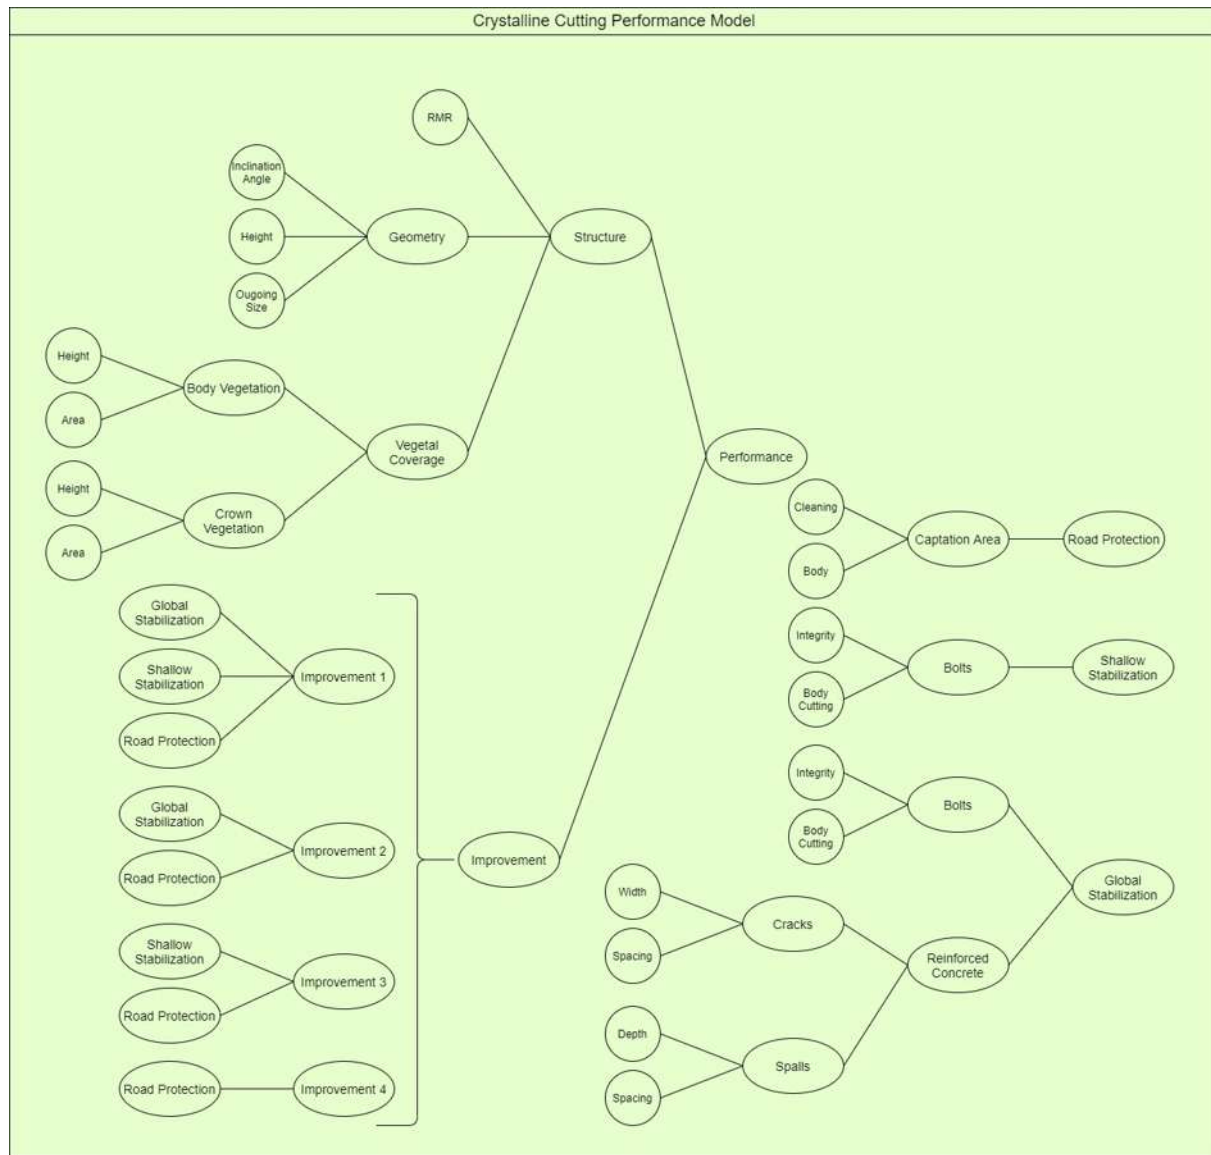 Crystalline Cutting Performance Model
RMR
Inclination
Angle
Height
Ougoing
Size
Geometry
Structure
Height
Area
Body Vegetation
Height
Area
Crown
Vegetation
Vegetal
Coverage
Performance
Global
Stabilization
Shallow
Stabilization
Road Protection
Improvement 1
Global
Stabilization
Road Protection
Improvement 2
Shallow
Stabilization
Road Protection
Improvement 3
Road Protection
Improvement 4
Improvement
Cleaning
Body
Captation Area
Road Protection
Integrity
Body
Cutting
Bolts
Shallow
Stabilization
Integrity
Body
Cutting
Bolts
Global
Stabilization
Width
Spacing
Cracks
Reinforced
Concrete
Depth
Spacing
Spalls